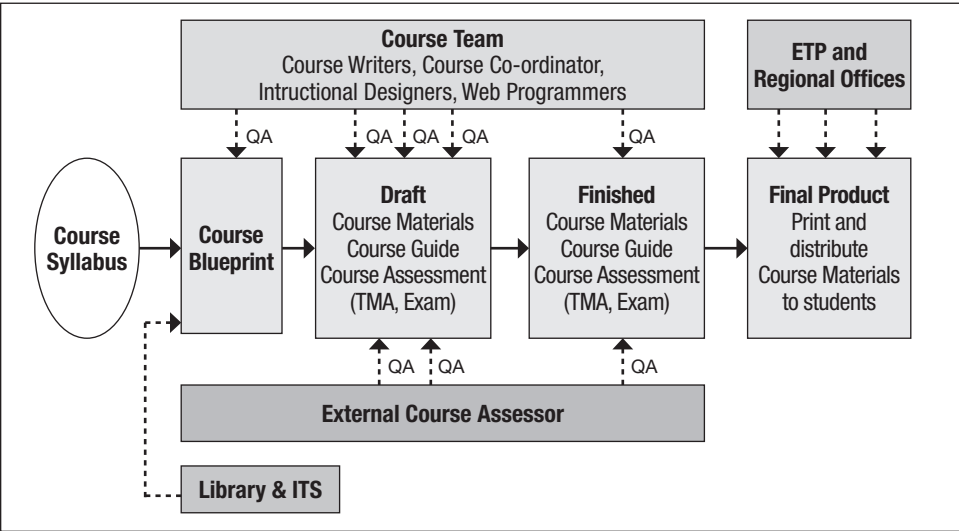 Course Team
Course Writers, Course Co-ordinator,
Intructional Designers, Web Programmers
ETP and
Regional Offices
QA
QA
QA
QA
QA
Course
Syllabus
Course
Blueprint
Draft
Course Materials
Course Guide
Course Assessment
(TMA, Exam)
Finished
Course Materials
Course Guide
Course Assessment
(TMA, Exam)
Final Product
Print and
distribute
Course Materials
to students
QA
QA
QA
External Course Assessor
Library & ITS